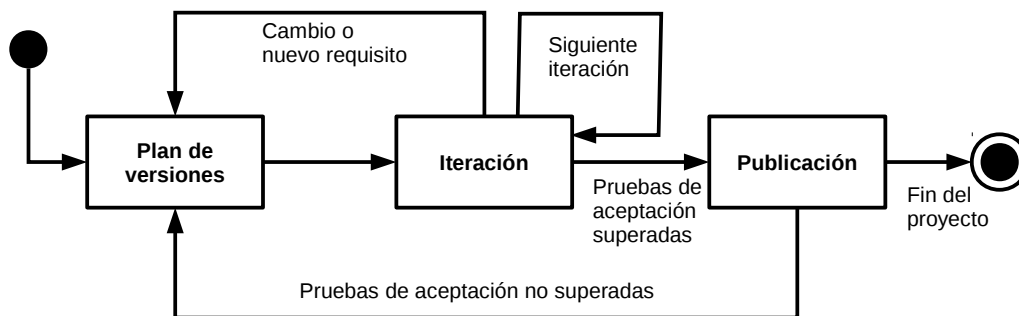 Cambio o
nuevo requisito
Siguiente
iteración
Plan de
versiones
Iteración
Publicación
Pruebas de
aceptación
superadas
Fin del
proyecto
Pruebas de aceptación no superadas